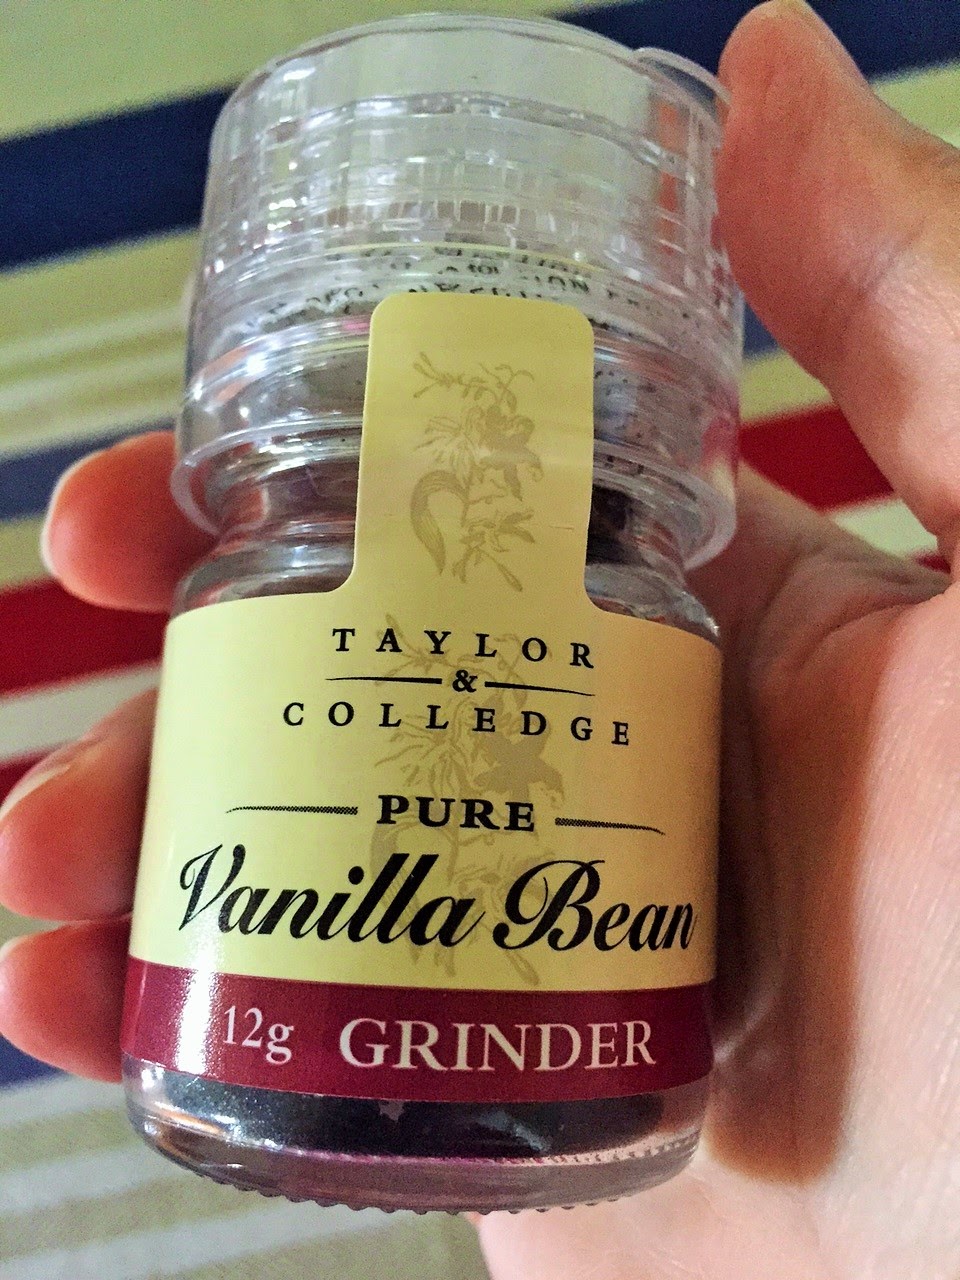 TAYLOR
&
COLLEDGE
PURE
Vanilla Bean
12g GRINDER